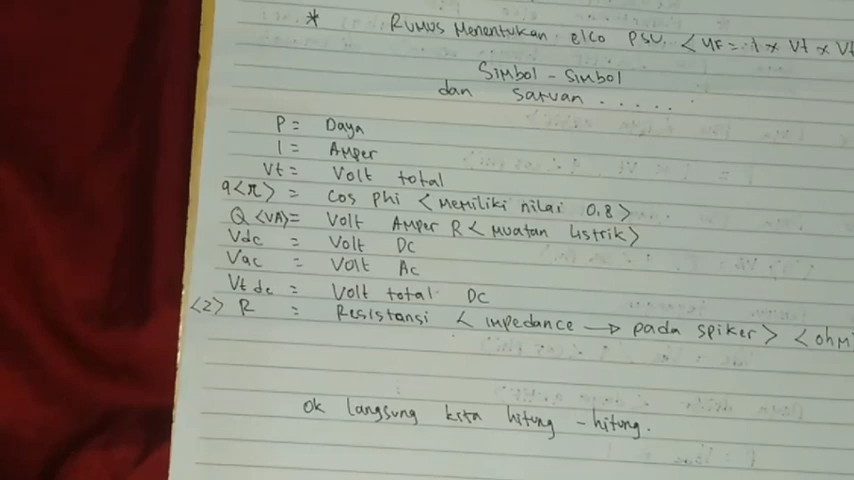 * Rumus Menentukan elco PSU < MF = A x Vt x Vt
Simbol - Simbol
dan Satuan . . . . .
P = Daya
I = Amper
Vt = Volt total
q<π> = Cos phi < Memiliki nilai 0,8 >
Q <VA> = Volt Amper R < Muatan listrik >
Vdc = Volt DC
Vac = Volt Ac
Vt dc = Volt total DC
<Z> R = Resistansi < impedance → pada spiker > < ohm
Ok langsung kita hitung - hitung.